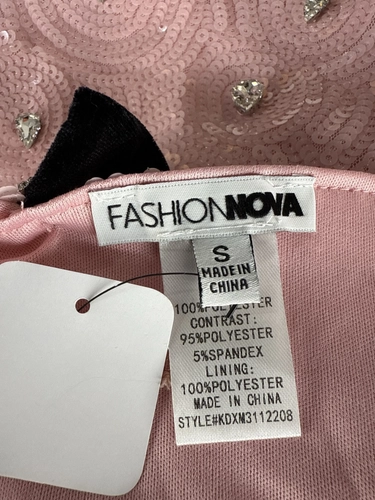 FASHIONNOVA
S
MADE IN
CHINA
100%POLYESTER
CONTRAST:
95%POLYESTER
5%SPANDEX
LINING:
100%POLYESTER
MADE IN CHINA
STYLE#KDXM3112208